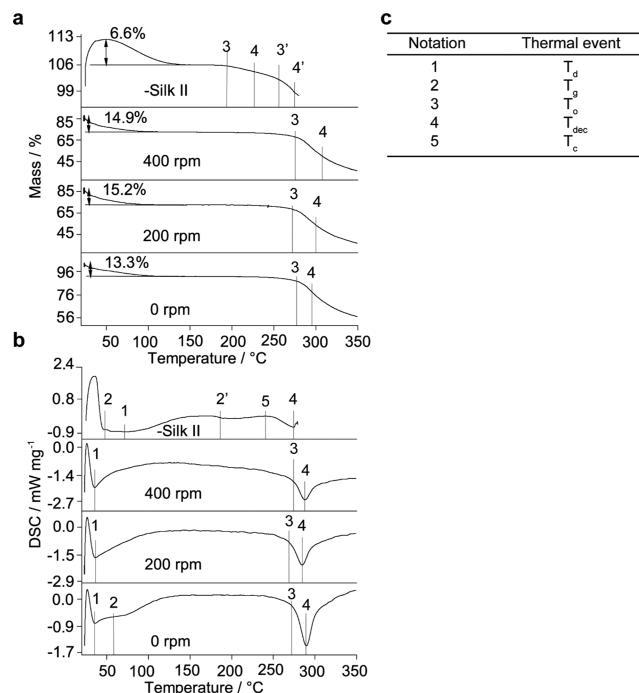 a
113
106
99
6.6%
3
4
3’
4’
-Silk II
85
65
45
14.9%
3
4
400 rpm
85
65
45
15.2%
3
4
200 rpm
96
76
56
13.3%
3
4
0 rpm
Mass / %
50 100 150 200 250 300 350
Temperature / °C
b
2.4
0.8
-0.9
2
1
2’
5
4
-Silk II
0.0
-1.4
-2.7
1
3
4
400 rpm
0.0
-1.5
-2.9
1
3
4
200 rpm
0.0
-0.9
-1.7
1
2
3
4
0 rpm
DSC / mW mg⁻¹
50 100 150 200 250 300 350
Temperature / °C
c
Notation Thermal event
1 Td
2 Tg
3 To
4 Tdec
5 Tc